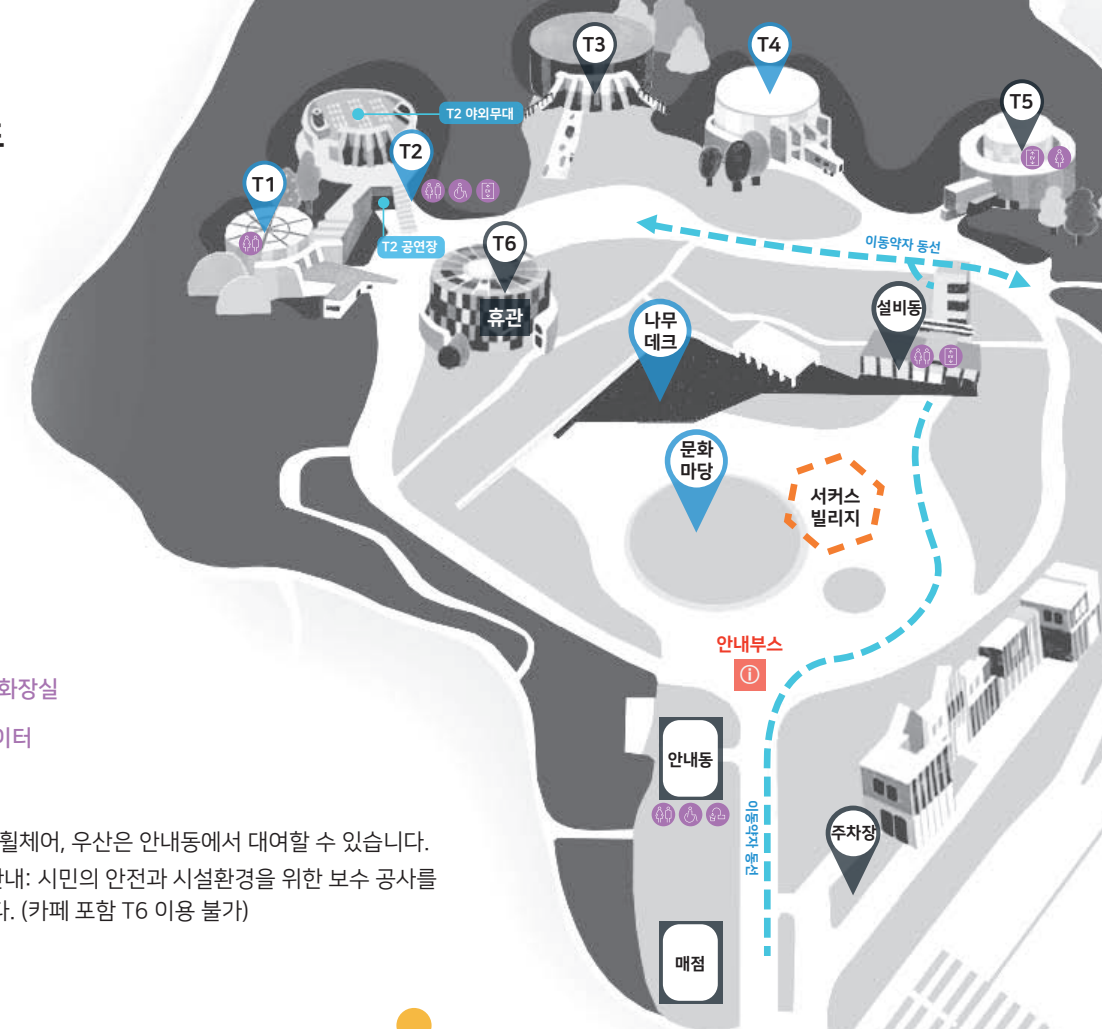 T3
T4
T5
T2 야외무대
T2
T1
T2 공연장
T6
휴관
이동약자 동선
설비동
나무
데크
문화
마당
서커스
빌리지
안내부스
화장실
이터
안내동
이동약자 동선
주차장
휠체어, 우산은 안내동에서 대여할 수 있습니다.
안내: 시민의 안전과 시설환경을 위한 보수 공사를
다. (카페 포함 T6 이용 불가)
매점